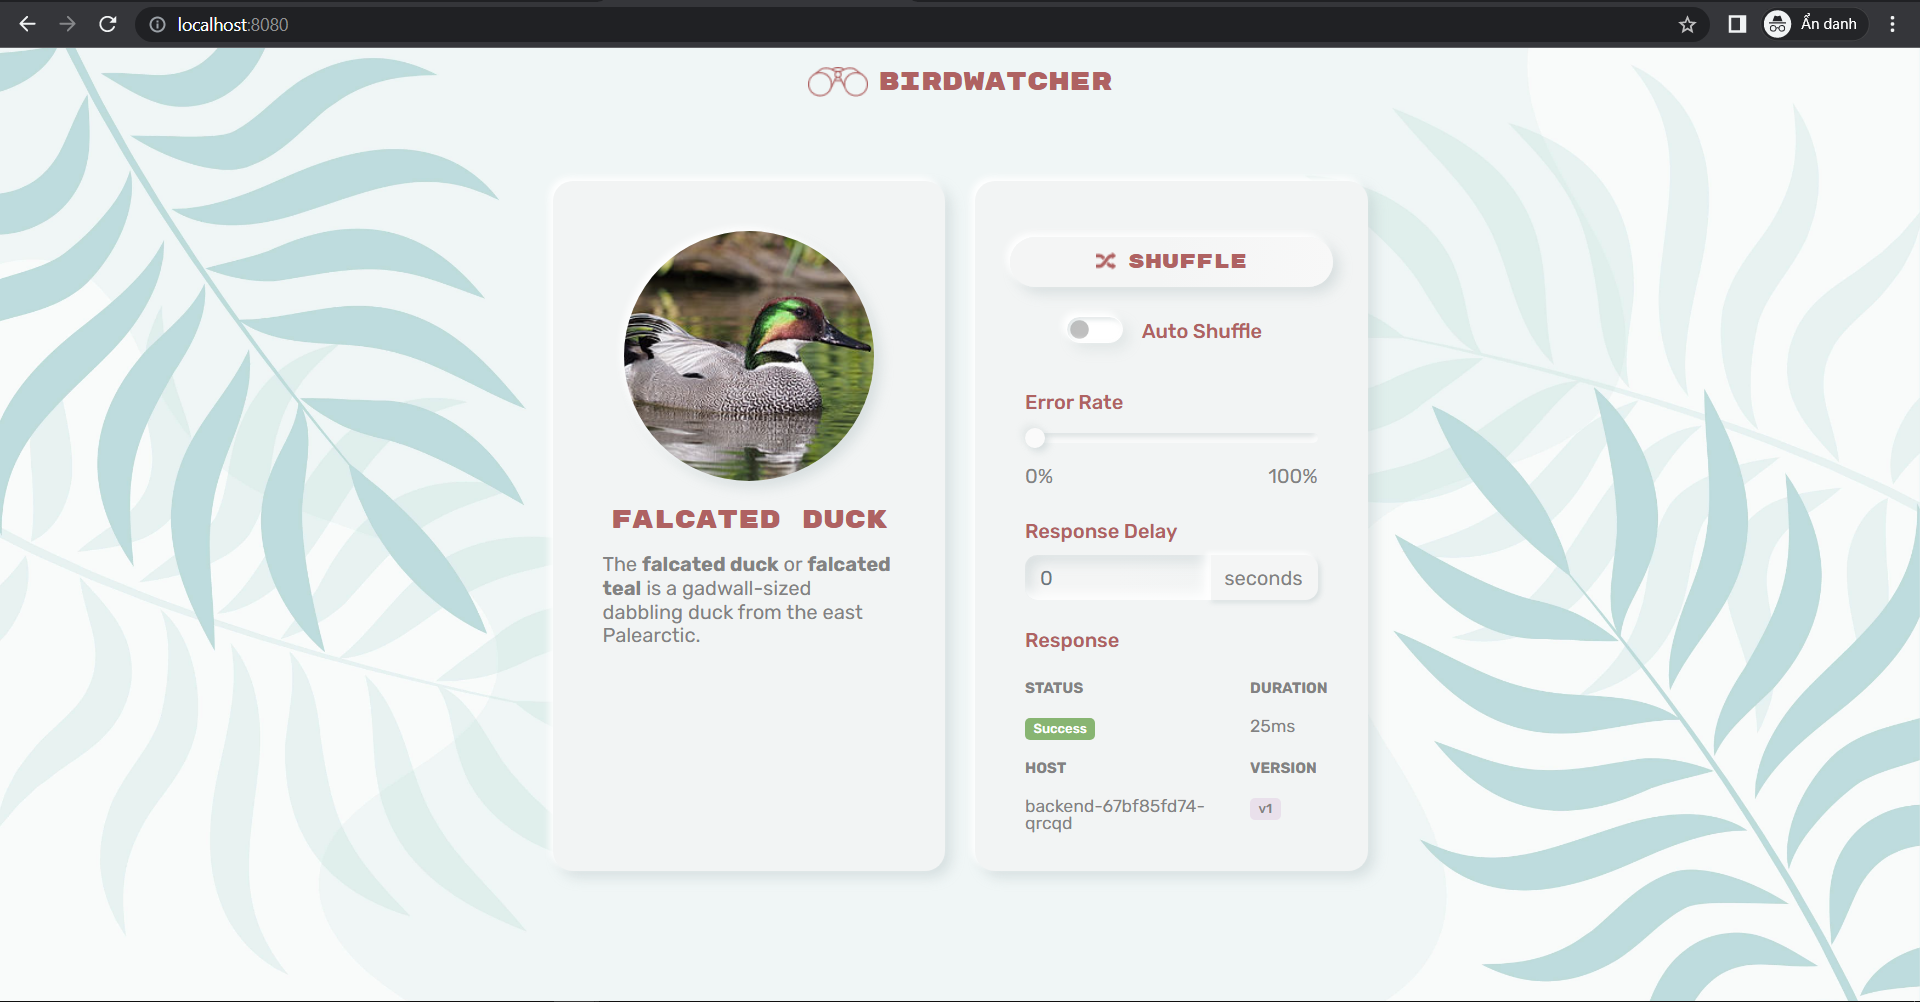 localhost:8080
Ẩn danh
BIRDWATCHER
FALCATED DUCK
The falcated duck or falcated
teal is a gadwall-sized
dabbling duck from the east
Palearctic.
SHUFFLE
Auto Shuffle
Error Rate
0% 100%
Response Delay
0 seconds
Response
STATUS DURATION
Success 25ms
HOST VERSION
backend-67bf85fd74- v1
qrcqd